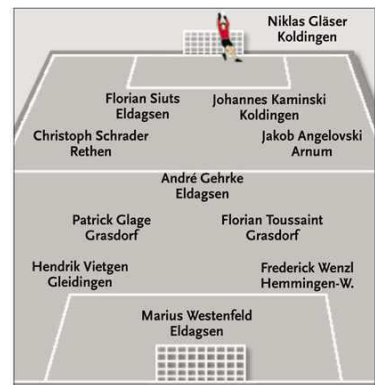 Niklas Gläser
Koldingen
Florian Siuts
Eldagsen
Johannes Kaminski
Koldingen
Christoph Schrader
Rethen
Jakob Angelovski
Arnum
André Gehrke
Eldagsen
Patrick Glage
Grasdorf
Florian Toussaint
Grasdorf
Hendrik Vietgen
Gleidingen
Frederick Wenzl
Hemmingen-W.
Marius Westenfeld
Eldagsen